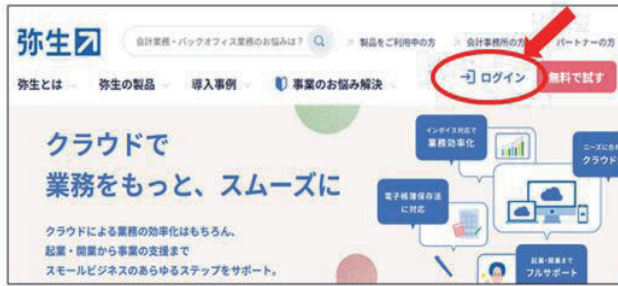 弥生
会計業務・バックオフィス業務のお悩みは？
製品をご利用中の方
会計事務所の方
パートナーの方
弥生とは
弥生の製品
導入事例
事業のお悩み解決
ログイン
無料で試す
クラウドで
業務をもっと、スムーズに
クラウドによる業務の効率化はもちろん、
起業・開業から事業の支援まで
スモールビジネスのあらゆるステップをサポート。
インボイス対応で
業務効率化
電子帳簿保存法
に対応
ニーズに合わ
クラウド
起業・開業まで
フルサポート